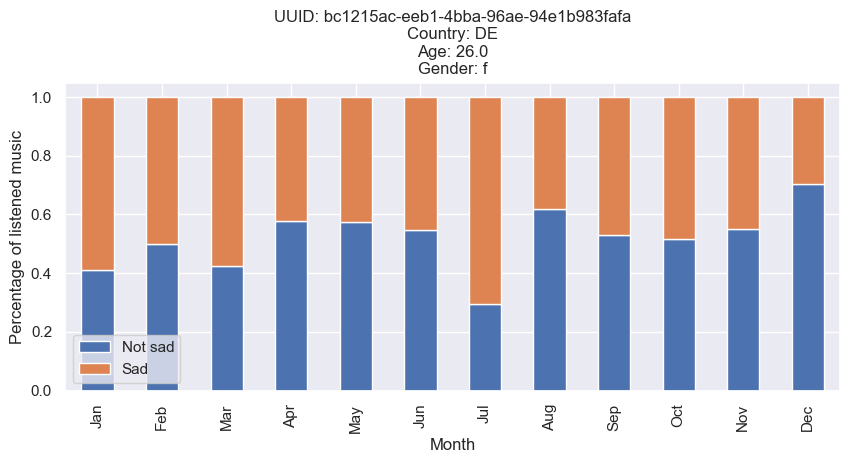 UUID: bc1215ac-eeb1-4bba-96ae-94e1b983fafa
Country: DE
Age: 26.0
Gender: f
Percentage of listened music
1.0
0.8
0.6
0.4
0.2
0.0
Not sad
Sad
Jan
Feb
Mar
Apr
May
Jun
Jul
Aug
Sep
Oct
Nov
Dec
Month